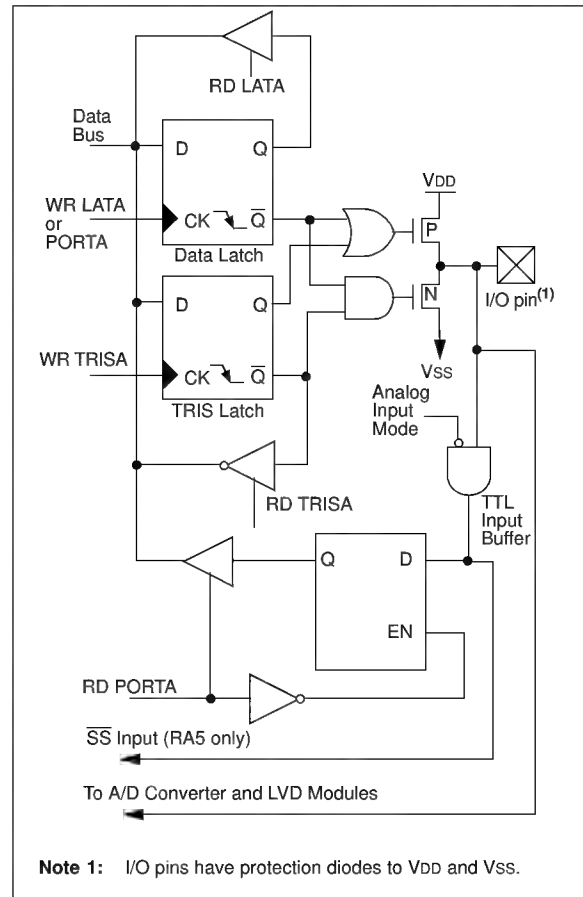 RD LATA
Data
Bus
D Q
WR LATA
or
PORTA
CK Q̅
Data Latch
VDD
P
I/O pin(1)
D Q
N
WR TRISA
CK Q̅
VSS
TRIS Latch
Analog
Input
Mode
RD TRISA
TTL
Input
Buffer
Q D
EN
RD PORTA
S̅S̅ Input (RA5 only)
To A/D Converter and LVD Modules
Note 1: I/O pins have protection diodes to VDD and VSS.